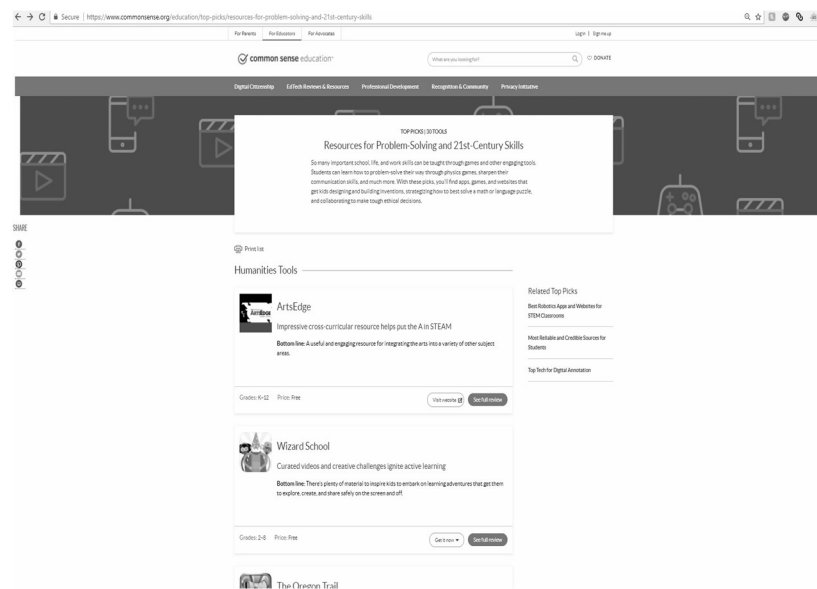 Secure | https://www.commonsense.org/education/top-picks/resources-for-problem-solving-and-21st-century-skills
For Parents For Educators For Advocates Login | Sign me up
common sense education What are you looking for? DONATE
Digital Citizenship EdTech Reviews & Resources Professional Development Recognition & Community Privacy Initiative
TOP PICKS | 30 TOOLS
Resources for Problem-Solving and 21st-Century Skills
So many important school, life, and work skills can be taught through games and other engaging tools.
Students can learn how to problem-solve their way through physics games, sharpen their
communication skills, and much more. With these picks, you'll find apps, games, and websites that
get kids designing and building inventions, strategizing how to best solve a math or language puzzle,
and collaborating to make tough ethical decisions.
SHARE
Print list
Humanities Tools
ArtsEdge
ArtsEdge
Impressive cross-curricular resource helps put the A in STEAM
Bottom line: A useful and engaging resource for integrating the arts into a variety of other subject
areas.
Grades: K-12 Price: Free Visit website See full review
Related Top Picks
Best Robotics Apps and Websites for
STEM Classrooms
Most Reliable and Credible Sources for
Students
Top Tech for Digital Annotation
Wizard School
Curated videos and creative challenges ignite active learning
Bottom line: There's plenty of material to inspire kids to embark on learning adventures that get them
to explore, create, and share safely on the screen and off.
Grades: 2-8 Price: Free Get it now See full review
The Oregon Trail